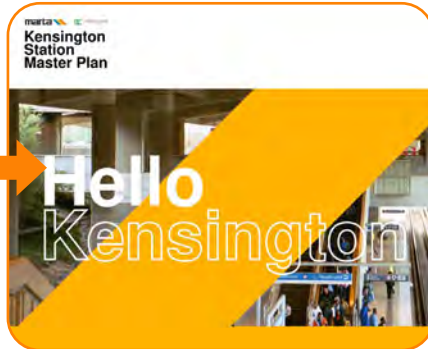 marta
Kensington
Station
Master Plan
Hello
Kensington